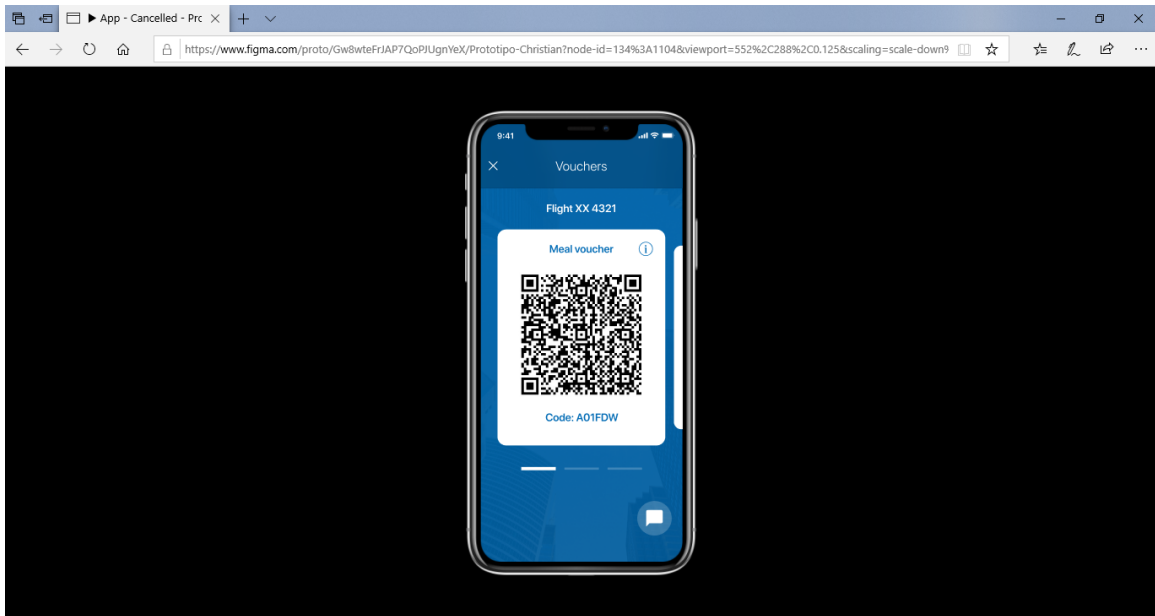 App - Cancelled - Prc
https://www.figma.com/proto/Gw8wteFrJAP7QoPJUgnYeX/Prototipo-Christian?node-id=134%3A1104&viewport=552%2C288%2C0.125&scaling=scale-down9
9:41
Vouchers
Flight XX 4321
Meal voucher
Code: A01FDW